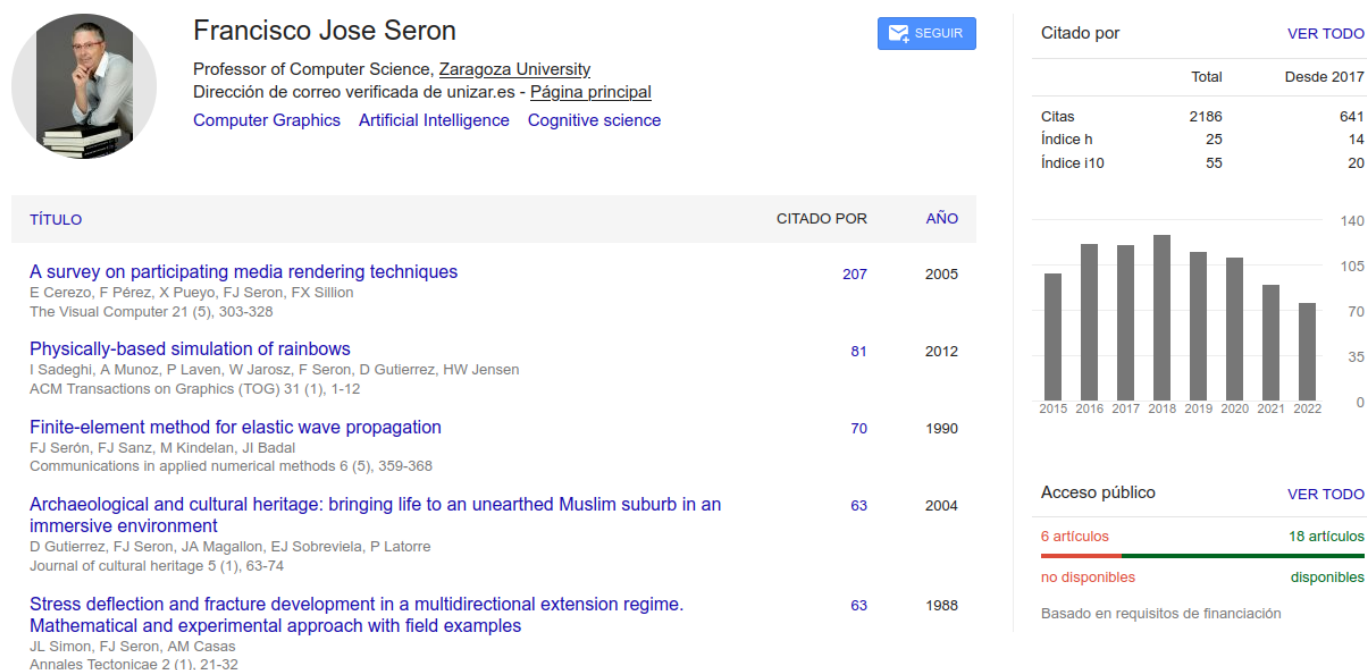 Francisco Jose Seron
SEGUIR
Professor of Computer Science, Zaragoza University
Dirección de correo verificada de unizar.es - Página principal
Computer Graphics Artificial Intelligence Cognitive science
TÍTULO CITADO POR AÑO
A survey on participating media rendering techniques 207 2005
E Cerezo, F Pérez, X Pueyo, FJ Seron, FX Sillion
The Visual Computer 21 (5), 303-328
Physically-based simulation of rainbows 81 2012
I Sadeghi, A Munoz, P Laven, W Jarosz, F Seron, D Gutierrez, HW Jensen
ACM Transactions on Graphics (TOG) 31 (1), 1-12
Finite-element method for elastic wave propagation 70 1990
FJ Serón, FJ Sanz, M Kindelan, JI Badal
Communications in applied numerical methods 6 (5), 359-368
Archaeological and cultural heritage: bringing life to an unearthed Muslim suburb in an 63 2004
immersive environment
D Gutierrez, FJ Seron, JA Magallon, EJ Sobreviela, P Latorre
Journal of cultural heritage 5 (1), 63-74
Stress deflection and fracture development in a multidirectional extension regime. 63 1988
Mathematical and experimental approach with field examples
JL Simon, FJ Seron, AM Casas
Annales Tectonicae 2 (1), 21-32
Citado por VER TODO
Total Desde 2017
Citas 2186 641
Índice h 25 14
Índice i10 55 20
140
105
70
35
0
2015 2016 2017 2018 2019 2020 2021 2022
Acceso público VER TODO
6 artículos 18 artículos
no disponibles disponibles
Basado en requisitos de financiación